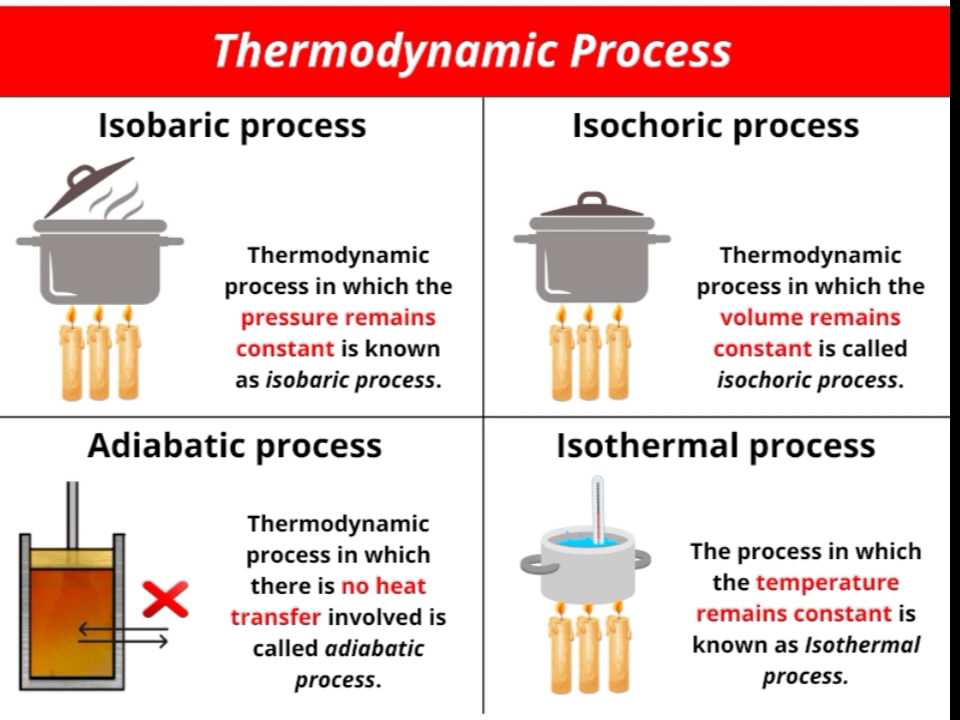 Thermodynamic Process
Isobaric process
Thermodynamic
process in which the
pressure remains
constant is known
as isobaric process.
Isochoric process
Thermodynamic
process in which the
volume remains
constant is called
isochoric process.
Adiabatic process
Thermodynamic
process in which
there is no heat
transfer involved is
called adiabatic
process.
Isothermal process
The process in which
the temperature
remains constant is
known as Isothermal
process.